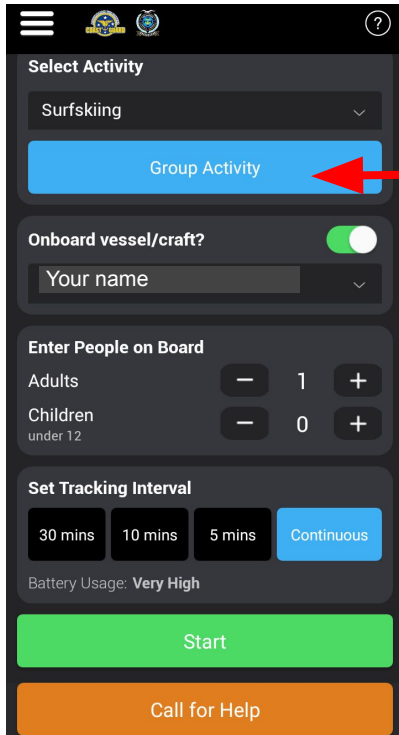 ?
Select Activity
Surfskiing
Group Activity
Onboard vessel/craft?
Your name
Enter People on Board
Adults − 1 +
Children − 0 +
under 12
Set Tracking Interval
30 mins 10 mins 5 mins Continuous
Battery Usage: Very High
Start
Call for Help